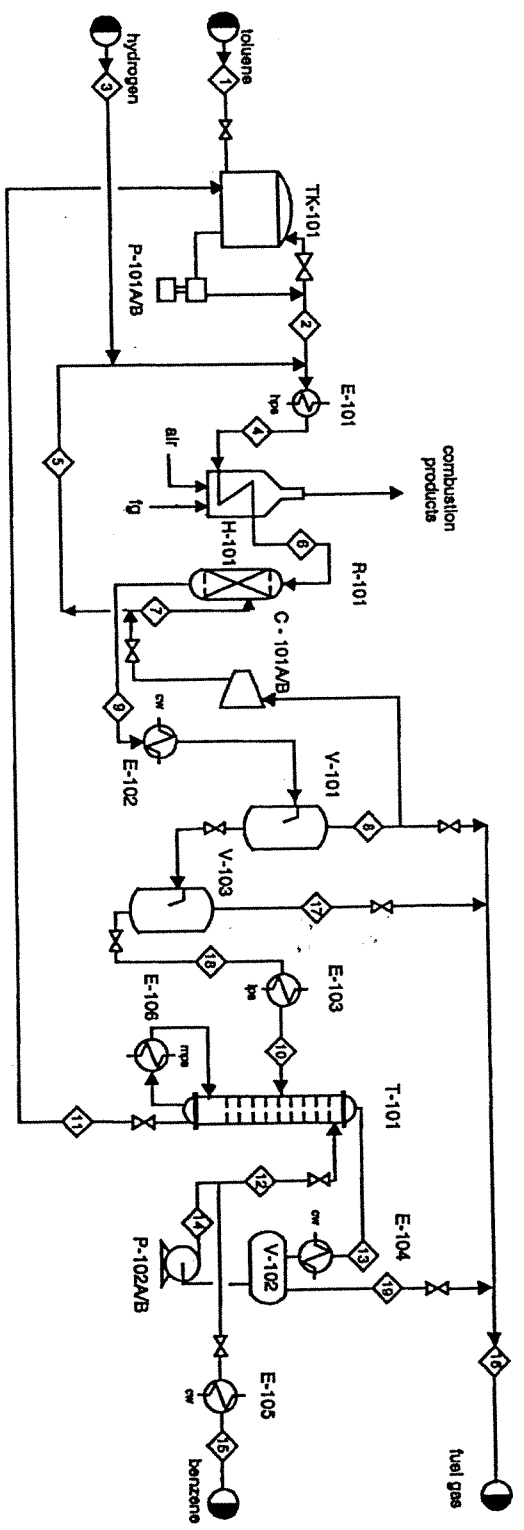 toluene
1
hydrogen
3
TK-101
P-101A/B
2
E-101
hps
4
combustion
products
air
fg
H-101
6
R-101
5
7
C - 101A/B
9
cw
E-102
V-101
8
V-103
17
18
E-103
lps
10
E-106
mps
T-101
11
12
13
E-104
cw
V-102
14
P-102A/B
19
E-105
cw
15
benzene
16
fuel gas